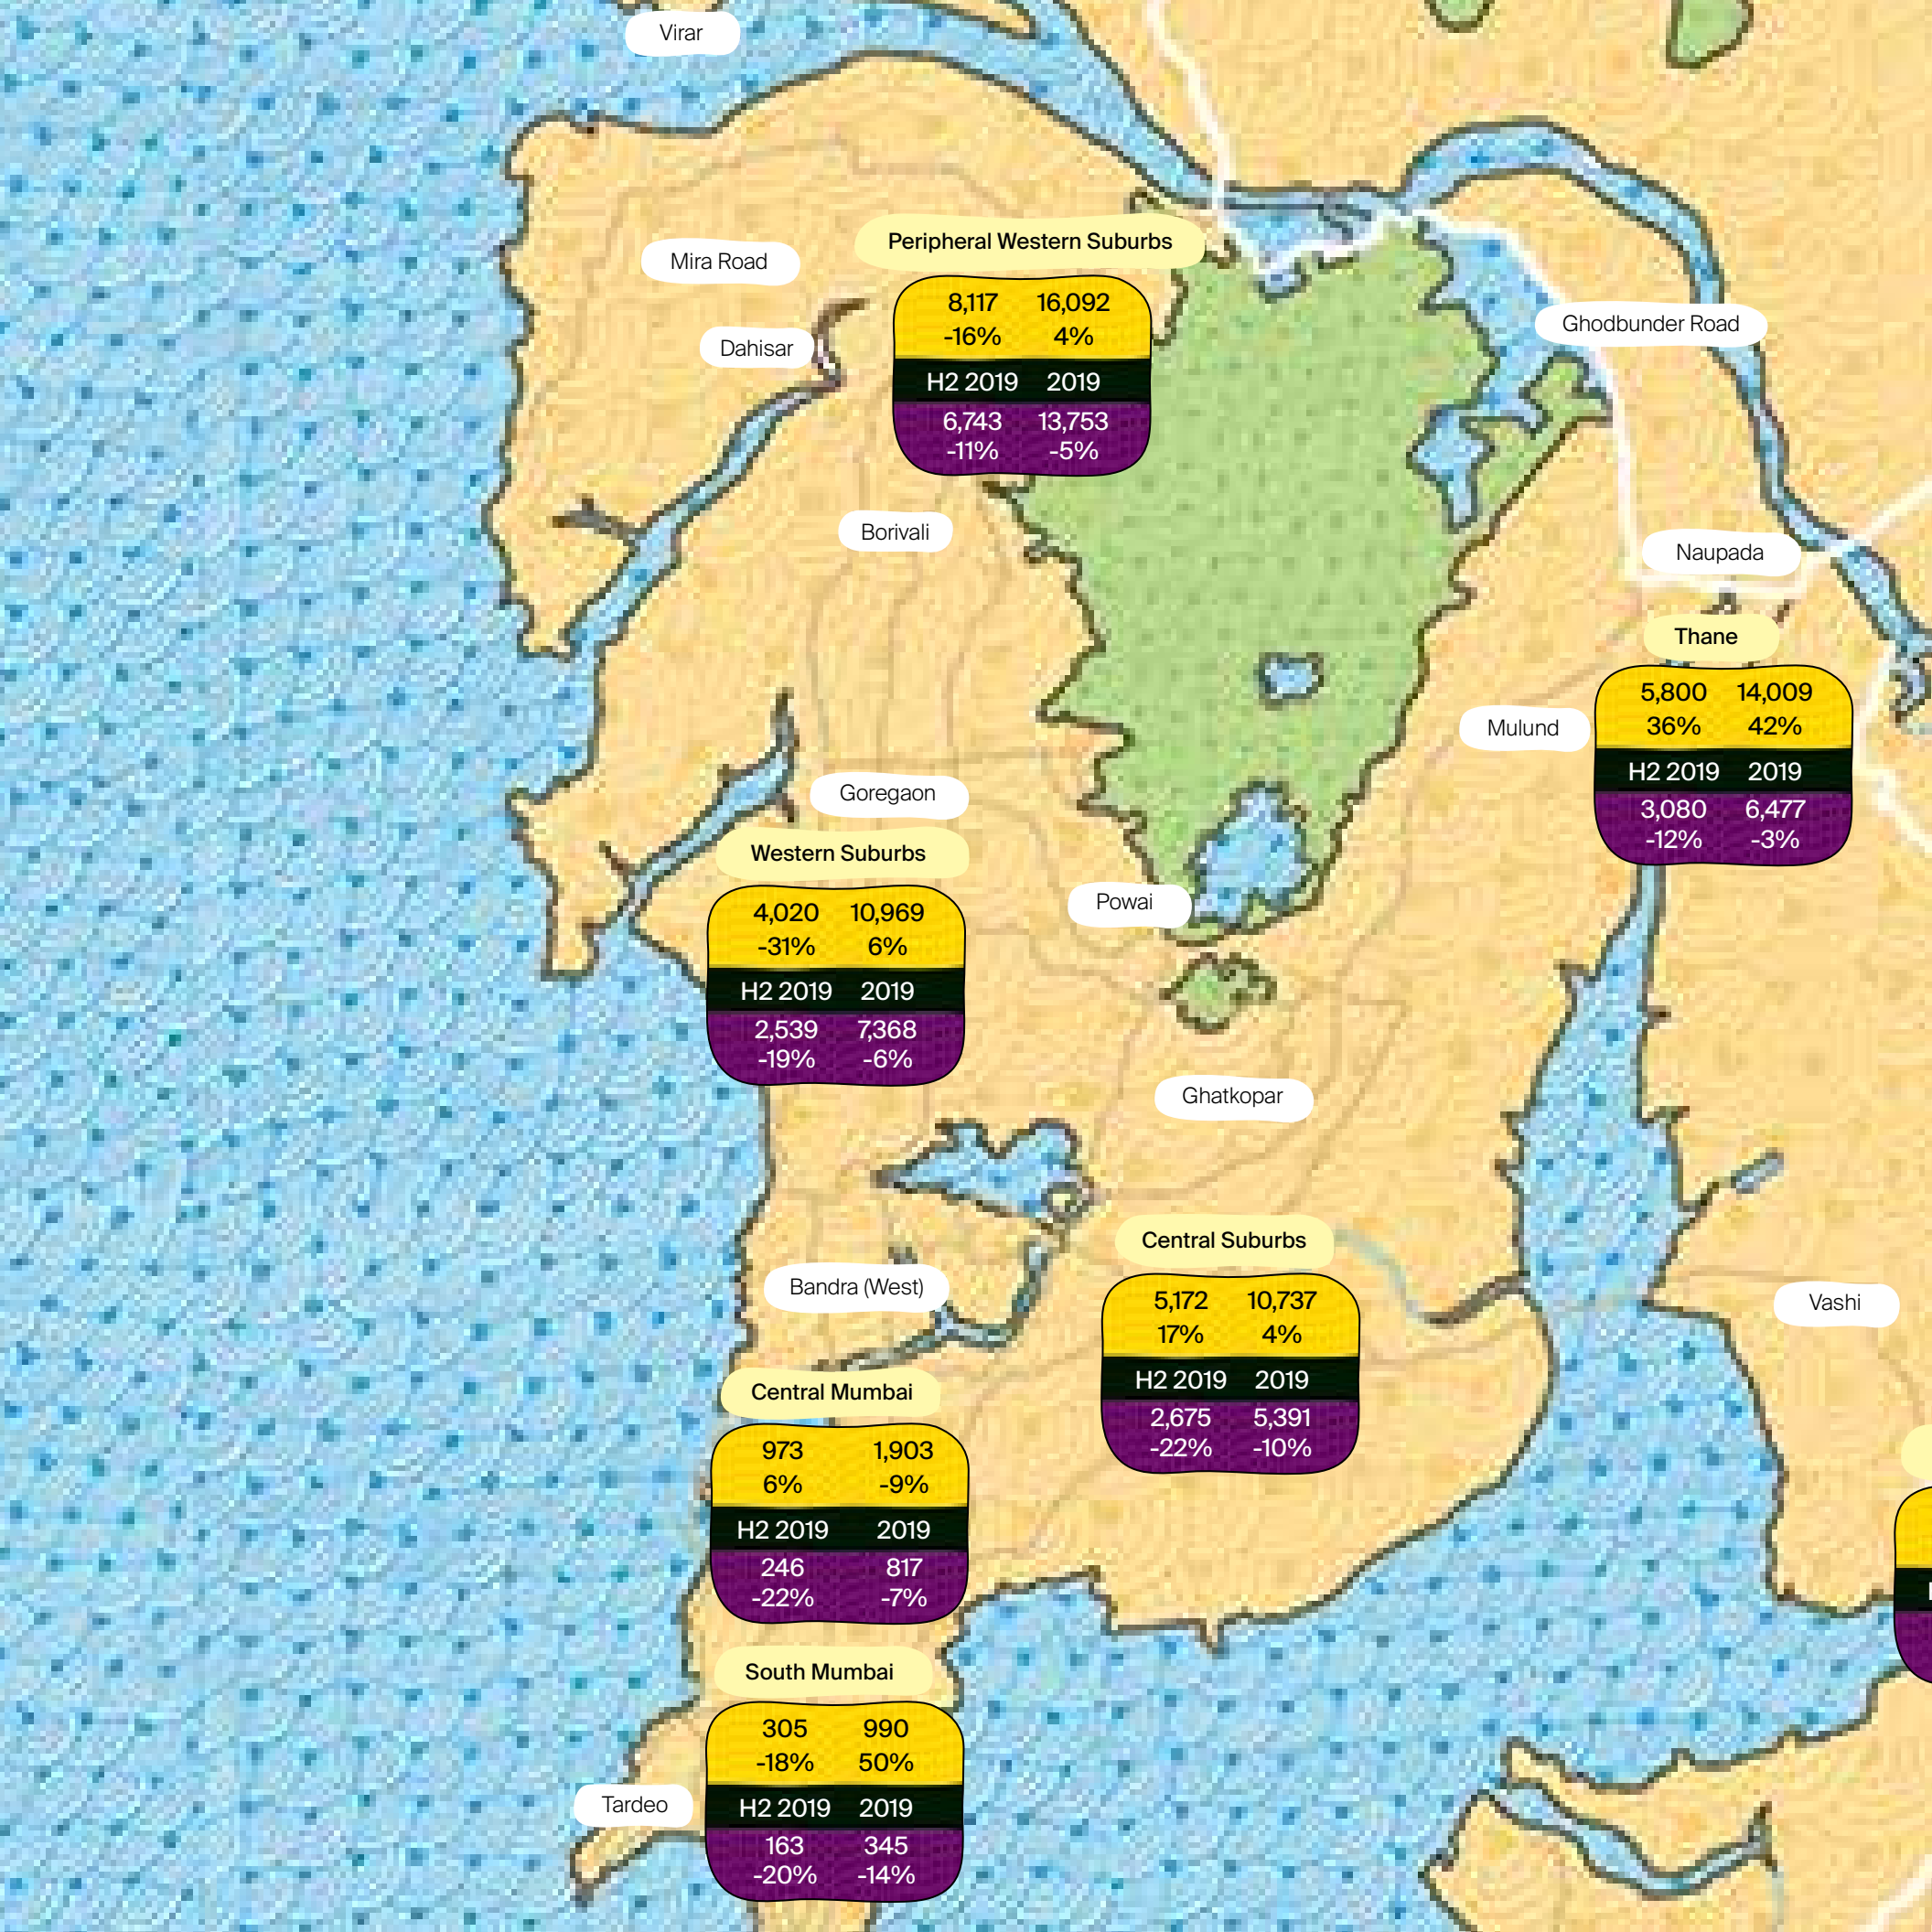 Virar
Peripheral Western Suburbs
Mira Road
8,117 16,092
-16% 4%
Ghodbunder Road
Dahisar
H2 2019 2019
6,743 13,753
-11% -5%
Borivali
Naupada
Thane
5,800 14,009
36% 42%
Mulund
H2 2019 2019
3,080 6,477
-12% -3%
Goregaon
Western Suburbs
4,020 10,969
-31% 6%
Powai
H2 2019 2019
2,539 7,368
-19% -6%
Ghatkopar
Central Suburbs
Bandra (West)
5,172 10,737
17% 4%
Vashi
H2 2019 2019
2,675 5,391
-22% -10%
Central Mumbai
973 1,903
6% -9%
H2 2019 2019
246 817
-22% -7%
South Mumbai
305 990
-18% 50%
Tardeo
H2 2019 2019
163 345
-20% -14%